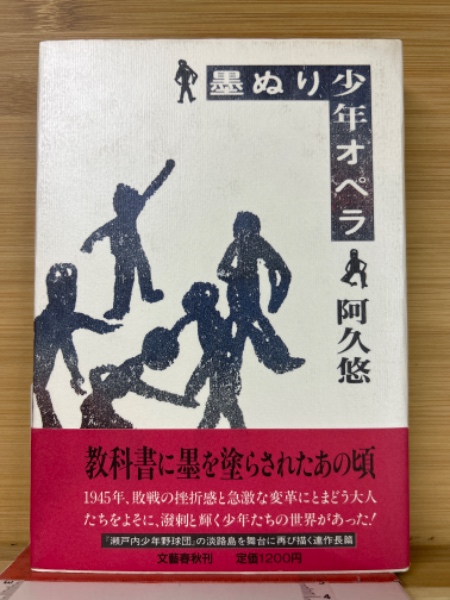 墨ぬり少年オペラ
阿久悠
教科書に墨を塗らされたあの頃
1945年、敗戦の挫折感と急激な変革にとまどう大人
たちをよそに、潑剌と輝く少年たちの世界があった!
『瀬戸内少年野球団』の淡路島を舞台に再び描く連作長篇
文藝春秋刊 定価1200円